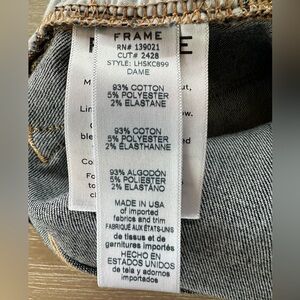 FRAME
RN# 139021
CUT# 2428
STYLE: LHSKC899
DAME
93% COTTON
5% POLYESTER
2% ELASTANE
93% COTON
5% POLYESTER
2% ÉLASTHANNE
93% ALGODÓN
5% POLIÉSTER
2% ELASTANO
MADE IN USA
of imported
fabrics and trim
FABRIQUÉ AUX ÉTATS-UNIS
de tissus et de
garnitures importés
HECHO EN
ESTADOS UNIDOS
de tela y adornos
importados